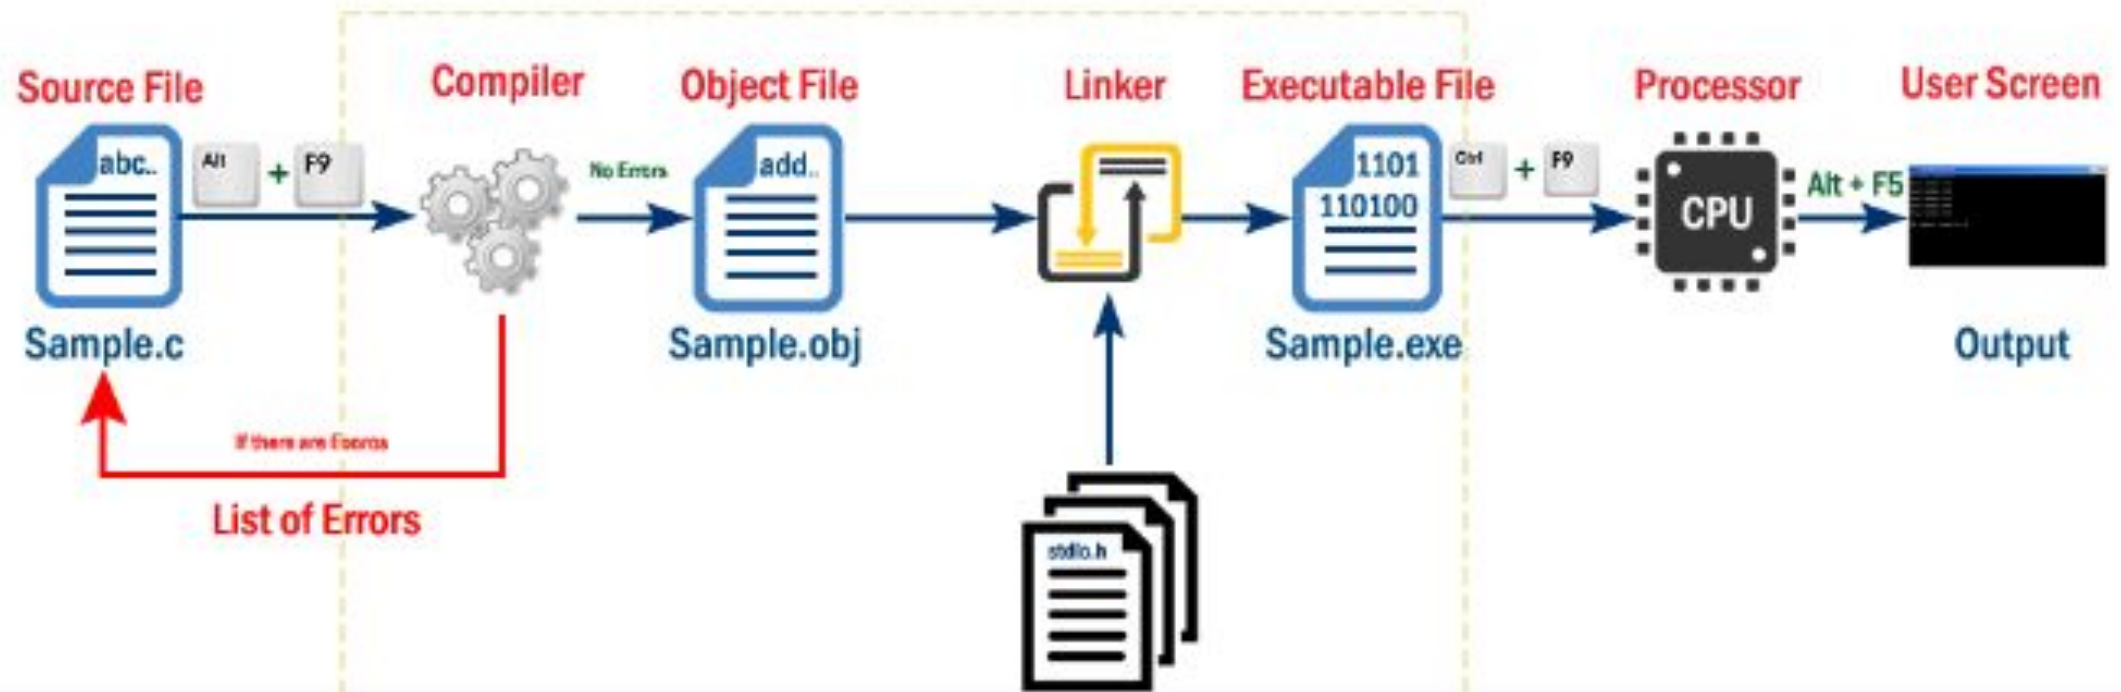 Source File
Compiler
Object File
Linker
Executable File
Processor
User Screen
abc..
Alt + F9
No Errors
add..
1101
110100
Ctrl + F9
CPU
Alt + F5
Sample.c
Sample.obj
Sample.exe
Output
If there are
List of Errors
stdio.h